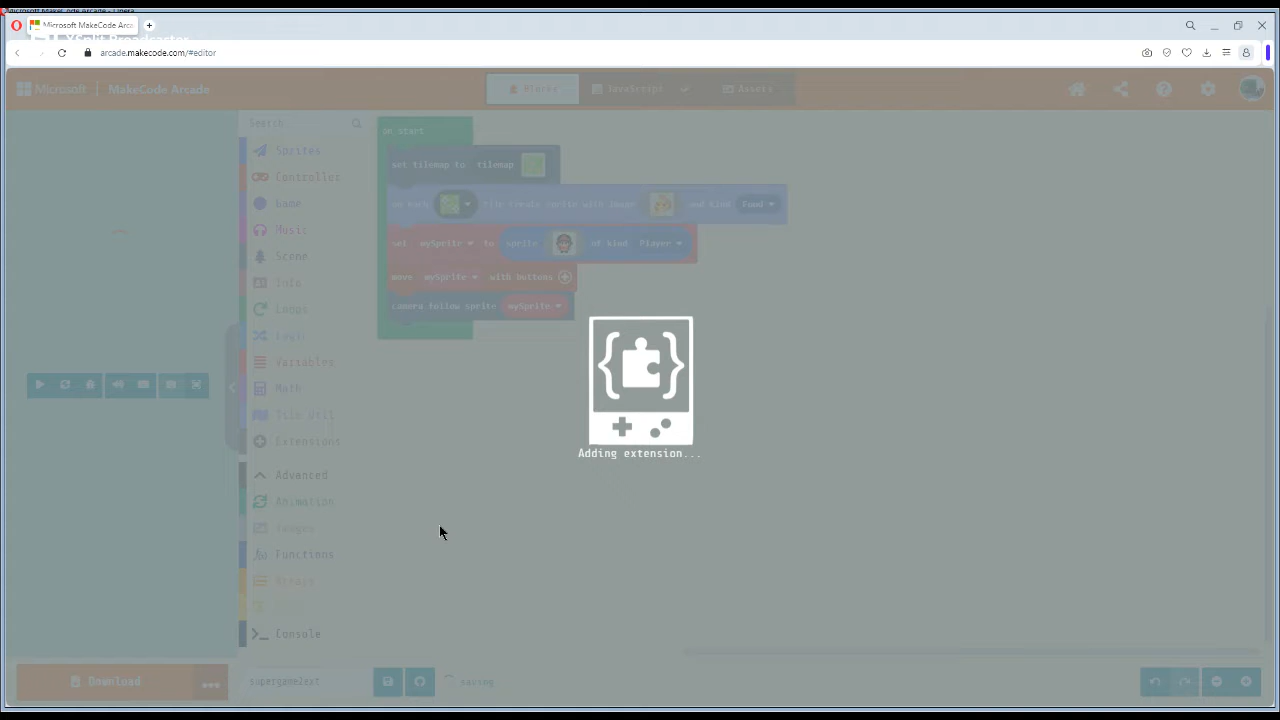 Microsoft MakeCode Arca
arcade.makecode.com/#editor
Microsoft | MakeCode Arcade
Blocks
JavaScript
Assets
Search
Sprites
Controller
Game
Music
Scene
Info
Loops
Logic
Variables
Math
Tile Util
Extensions
Advanced
Animation
Images
Functions
Arrays
Console
on start
set tilemap to tilemap
on each tile create sprite with image and kind Food
set mySprite to sprite of kind Player
move mySprite with buttons
camera follow sprite mySprite
Adding extension...
Download
saving